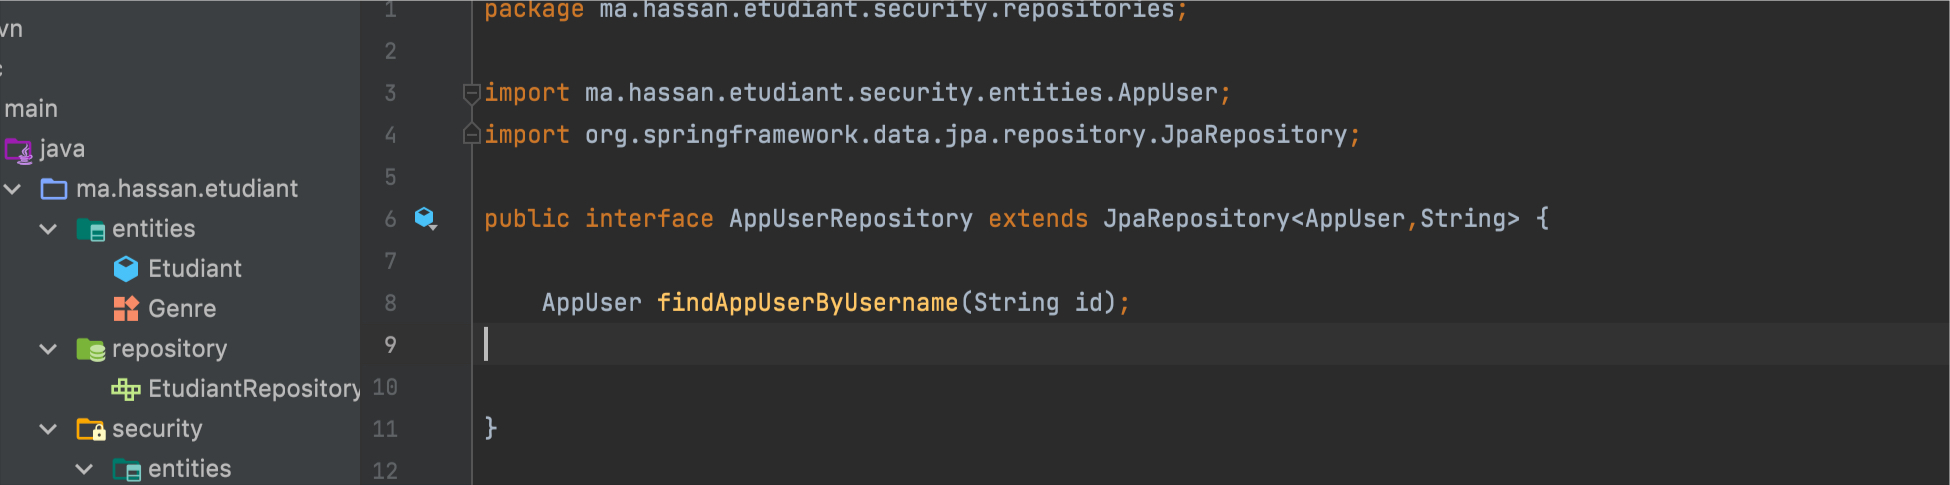 vn
main
java
ma.hassan.etudiant
entities
Etudiant
Genre
repository
EtudiantRepository
security
entities
1 package ma.hassan.etudiant.security.repositories;
2
3 import ma.hassan.etudiant.security.entities.AppUser;
4 import org.springframework.data.jpa.repository.JpaRepository;
5
6 public interface AppUserRepository extends JpaRepository<AppUser,String> {
7
8 AppUser findAppUserByUsername(String id);
9
10
11 }
12